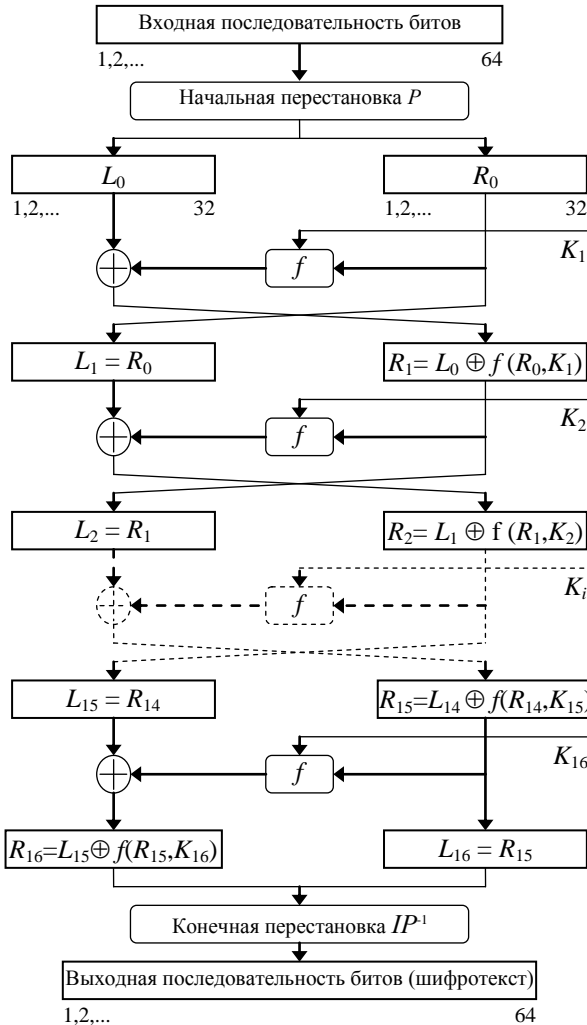 Входная последовательность битов
1,2,... 64
Начальная перестановка P
L₀ R₀
1,2,... 32 1,2,... 32
K₁
f
L₁ = R₀ R₁= L₀ ⊕ f (R₀,K₁)
K₂
f
L₂ = R₁ R₂= L₁ ⊕ f (R₁,K₂)
Kᵢ
f
L₁₅ = R₁₄ R₁₅=L₁₄ ⊕ f(R₁₄,K₁₅)
K₁₆
f
R₁₆=L₁₅⊕ f(R₁₅,K₁₆) L₁₆ = R₁₅
Конечная перестановка IP⁻¹
Выходная последовательность битов (шифротекст)
1,2,... 64